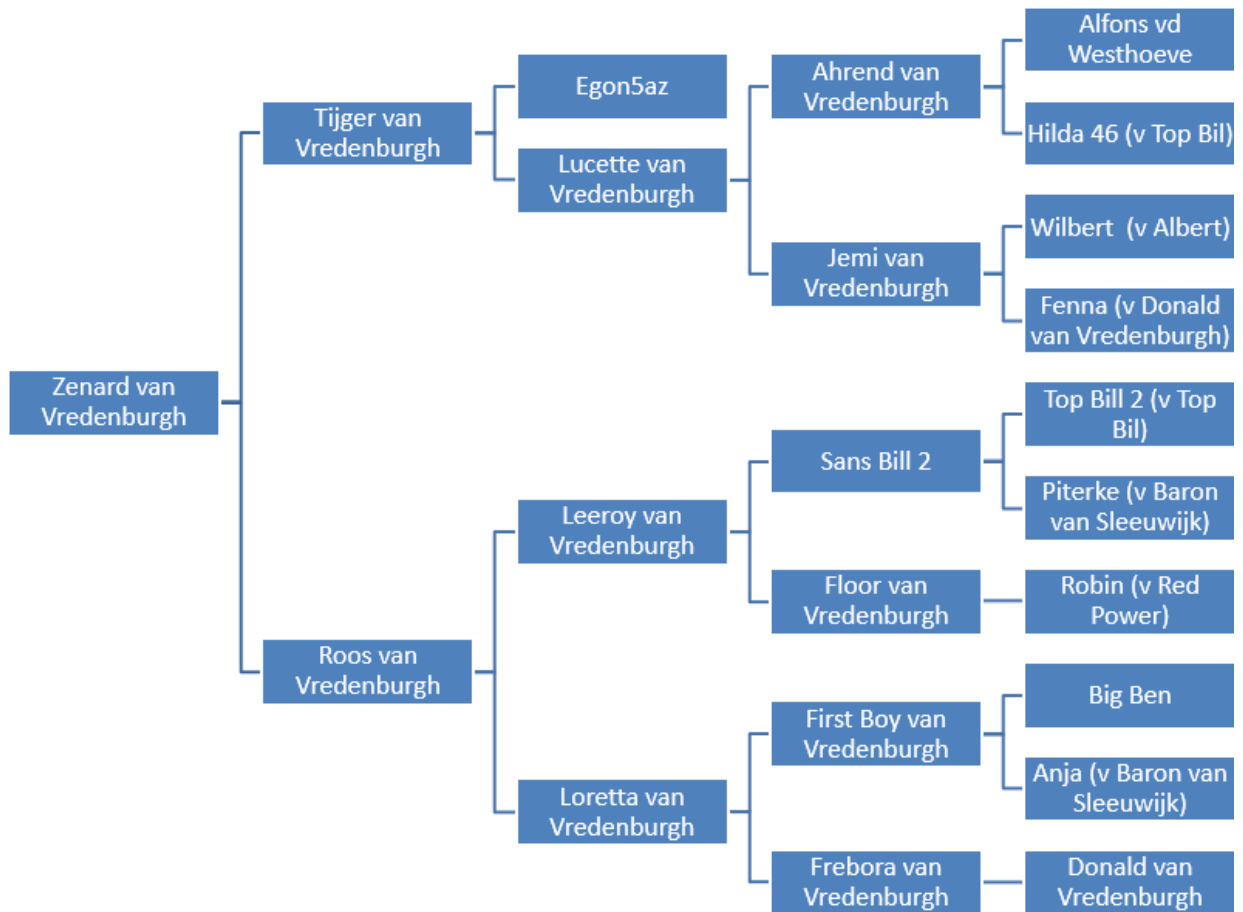 Zenard van
Vredenburgh
Tijger van
Vredenburgh
Egon5az
Lucette van
Vredenburgh
Ahrend van
Vredenburgh
Alfons vd
Westhoeve
Hilda 46 (v Top Bil)
Jemi van
Vredenburgh
Wilbert  (v Albert)
Fenna (v Donald
van Vredenburgh)
Roos van
Vredenburgh
Leeroy van
Vredenburgh
Sans Bill 2
Top Bill 2 (v Top
Bil)
Piterke (v Baron
van Sleeuwijk)
Floor van
Vredenburgh
Robin (v Red
Power)
Loretta van
Vredenburgh
First Boy van
Vredenburgh
Big Ben
Anja (v Baron van
Sleeuwijk)
Frebora van
Vredenburgh
Donald van
Vredenburgh